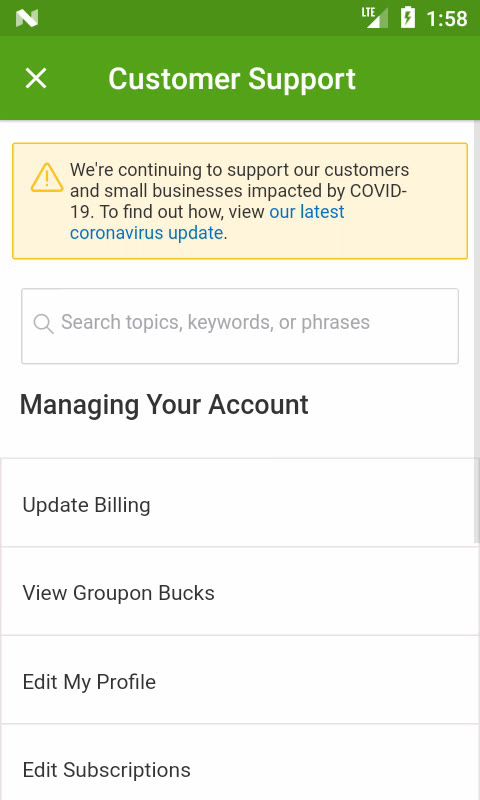 LTE 1:58
Customer Support
We're continuing to support our customers
and small businesses impacted by COVID-
19. To find out how, view our latest
coronavirus update.
Search topics, keywords, or phrases
Managing Your Account
Update Billing
View Groupon Bucks
Edit My Profile
Edit Subscriptions